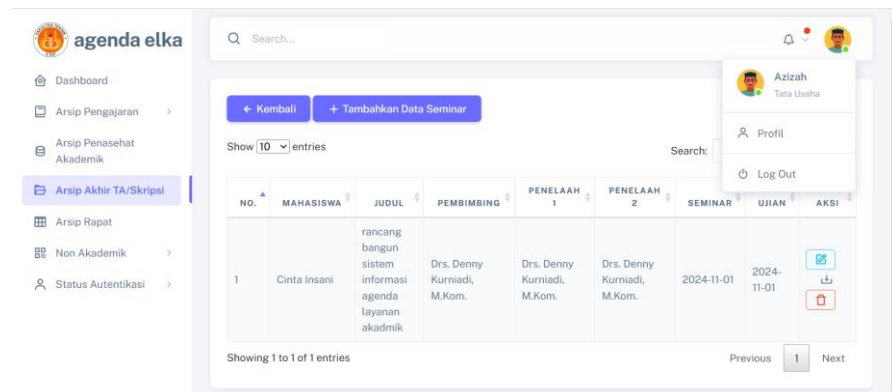 agenda elka
Search...
Azizah
Tata Usaha
Profil
Log Out
Dashboard
Arsip Pengajaran
Arsip Penasehat
Akademik
Arsip Akhir TA/Skripsi
Arsip Rapat
Non Akademik
Status Autentikasi
← Kembali
+ Tambahkan Data Seminar
Show 10 entries
Search:
NO. MAHASISWA JUDUL PEMBIMBING PENELAAH 1 PENELAAH 2 SEMINAR UJIAN AKSI
1
Cinta Insani
rancang
bangun
sistem
informasi
agenda
layanan
akadmik
Drs. Denny
Kurniadi,
M.Kom.
Drs. Denny
Kurniadi,
M.Kom.
Drs. Denny
Kurniadi,
M.Kom.
2024-11-01
2024-
11-01
Showing 1 to 1 of 1 entries
Previous 1 Next